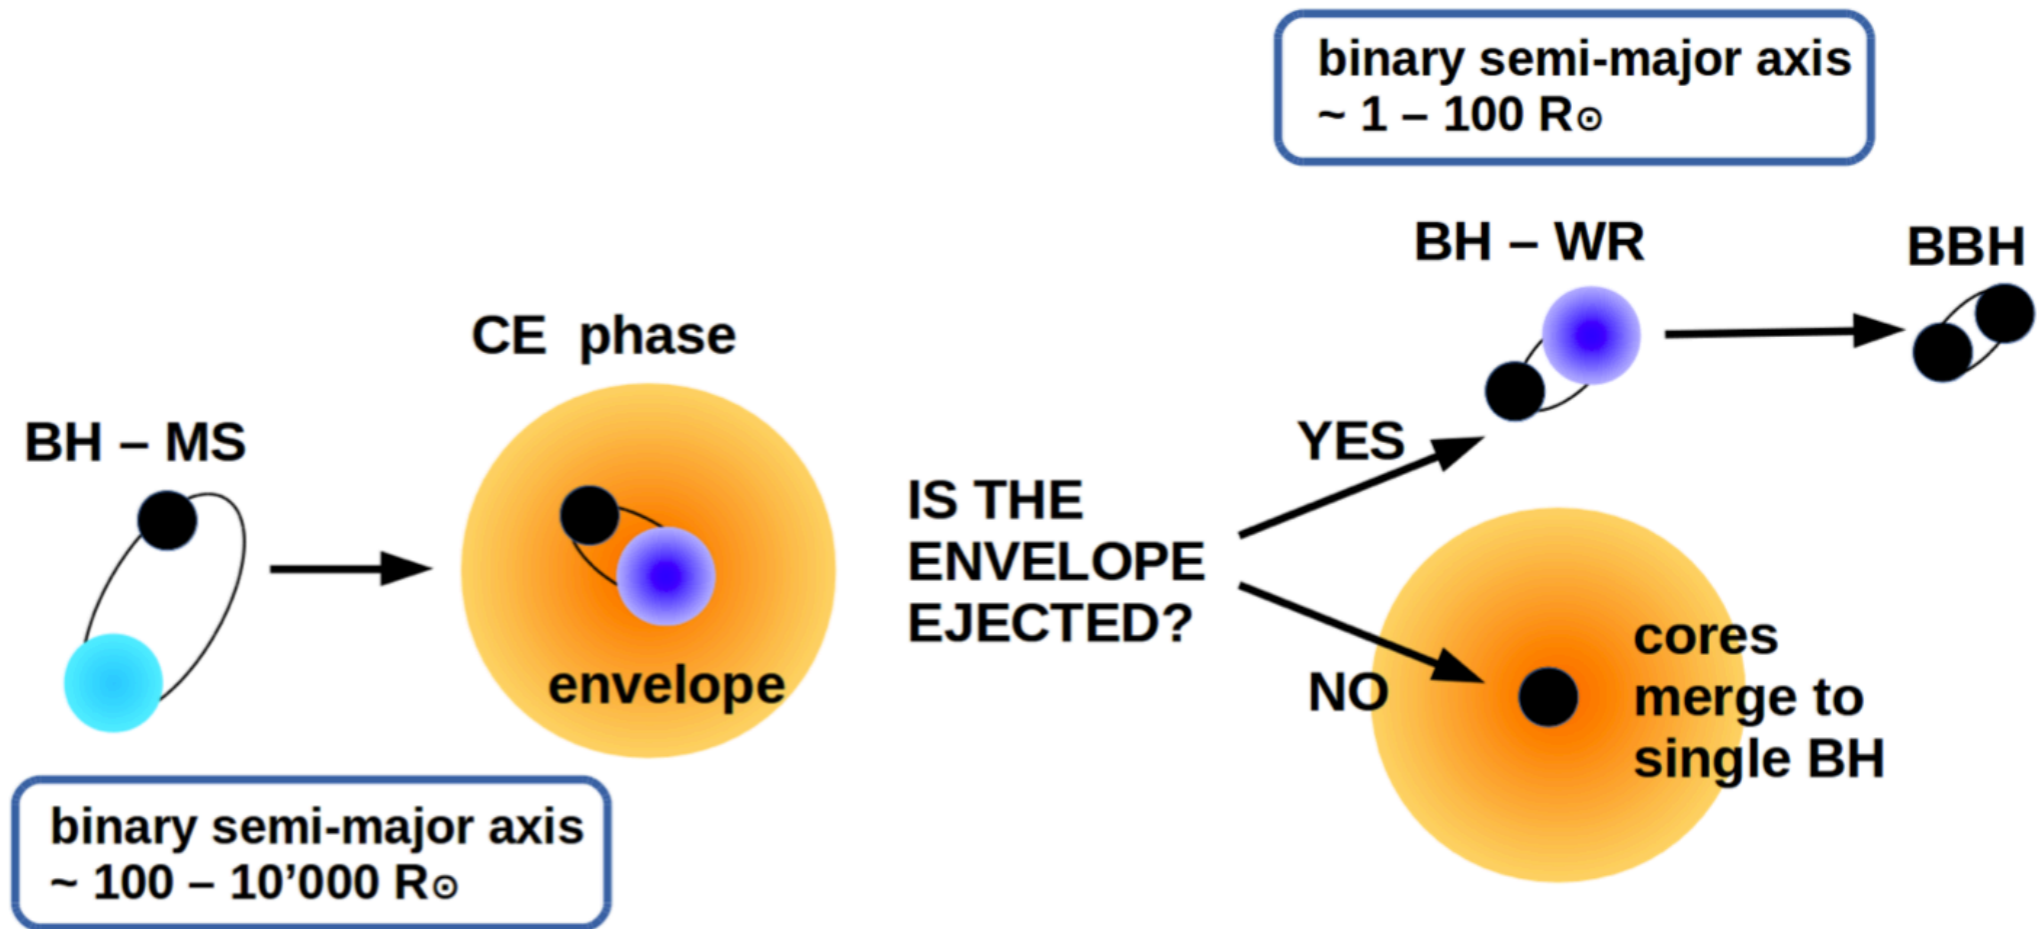 BH – MS
binary semi-major axis
~ 100 – 10’000 R☉
CE phase
envelope
IS THE
ENVELOPE
EJECTED?
YES
NO
binary semi-major axis
~ 1 – 100 R☉
BH – WR
BBH
cores
merge to
single BH